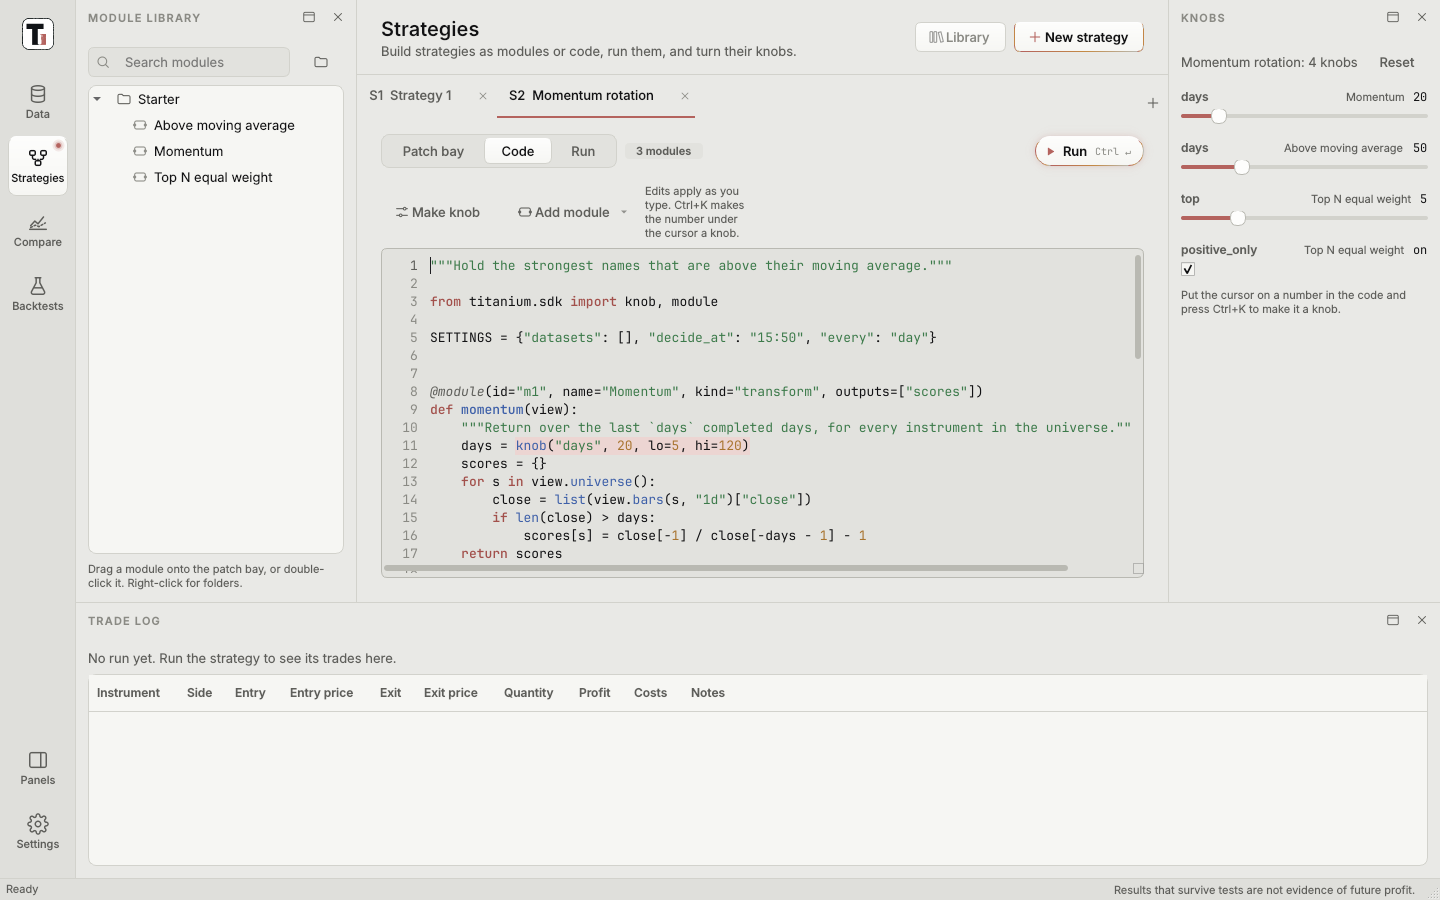 Ti
Data
Strategies
Compare
Backtests
Panels
Settings
MODULE LIBRARY
Search modules
Starter
Above moving average
Momentum
Top N equal weight
Drag a module onto the patch bay, or double-
click it. Right-click for folders.
Strategies
Build strategies as modules or code, run them, and turn their knobs.
Library
New strategy
S1 Strategy 1
S2 Momentum rotation
Patch bay
Code
Run
3 modules
Run Ctrl ↵
Make knob
Add module
Edits apply as you
type. Ctrl+K makes
the number under
the cursor a knob.
1 """Hold the strongest names that are above their moving average."""
2
3 from titanium.sdk import knob, module
4
5 SETTINGS = {"datasets": [], "decide_at": "15:50", "every": "day"}
6
7
8 @module(id="m1", name="Momentum", kind="transform", outputs=["scores"])
9 def momentum(view):
10     """Return over the last `days` completed days, for every instrument in the universe.""
11     days = knob("days", 20, lo=5, hi=120)
12     scores = {}
13     for s in view.universe():
14         close = list(view.bars(s, "1d")["close"])
15         if len(close) > days:
16             scores[s] = close[-1] / close[-days - 1] - 1
17     return scores
KNOBS
Momentum rotation: 4 knobs Reset
days Momentum 20
days Above moving average 50
top Top N equal weight 5
positive_only Top N equal weight on
Put the cursor on a number in the code and
press Ctrl+K to make it a knob.
TRADE LOG
No run yet. Run the strategy to see its trades here.
Instrument Side Entry Entry price Exit Exit price Quantity Profit Costs Notes
Ready
Results that survive tests are not evidence of future profit.